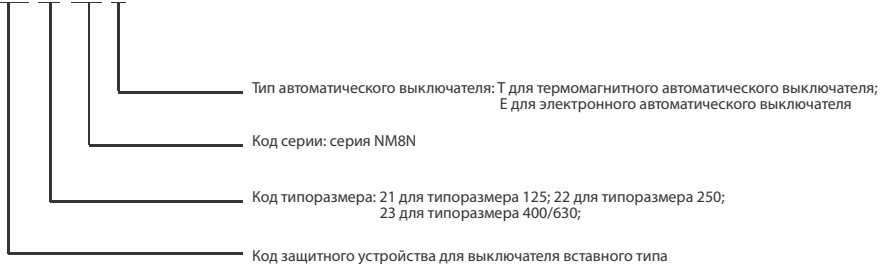 Тип автоматического выключателя: Т для термомагнитного автоматического выключателя;
Е для электронного автоматического выключателя
Код серии: серия NM8N
Код типоразмера: 21 для типоразмера 125; 22 для типоразмера 250;
23 для типоразмера 400/630;
Код защитного устройства для выключателя вставного типа